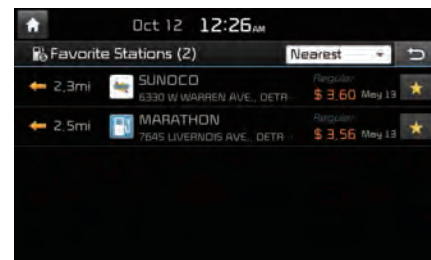 Oct 12 12:26AM
Favorite Stations (2) Nearest
2.3mi SUNOCO Regular
6330 W WARREN AVE., DETR $ 3.60 May 13
2.5mi MARATHON Regular
7645 LIVERNOIS AVE., DETR $ 3.56 May 13